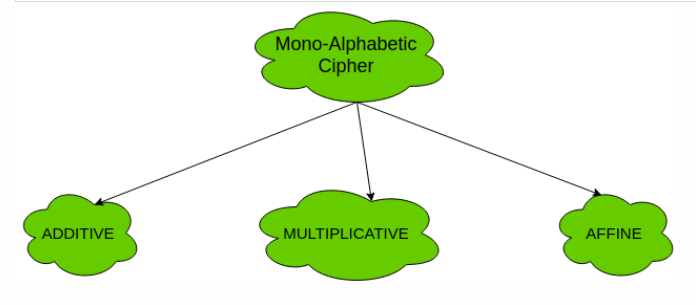 Mono-Alphabetic
Cipher
ADDITIVE
MULTIPLICATIVE
AFFINE